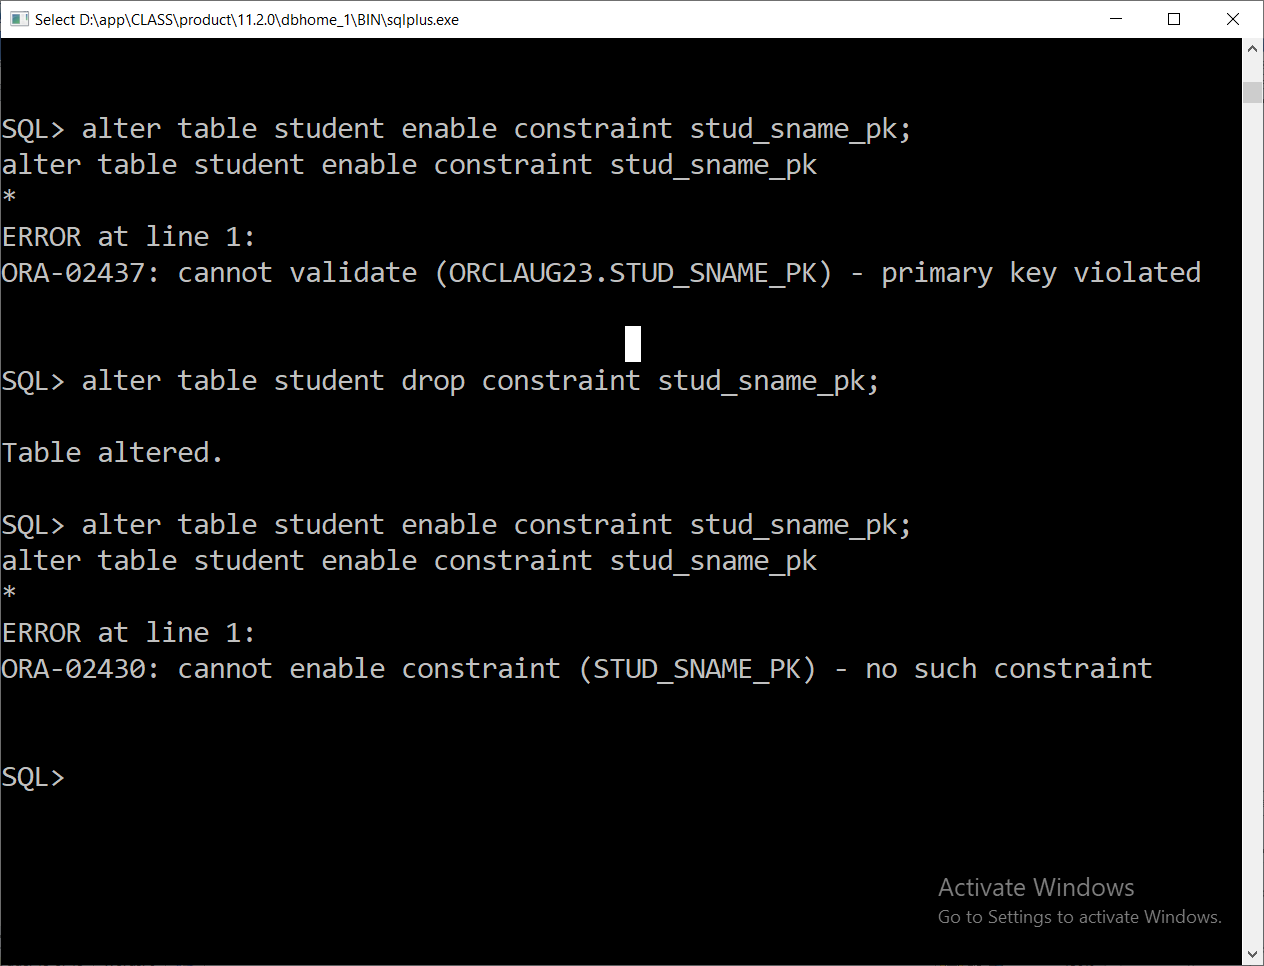 Select D:\app\CLASS\product\11.2.0\dbhome_1\BIN\sqlplus.exe
SQL> alter table student enable constraint stud_sname_pk;
alter table student enable constraint stud_sname_pk
*
ERROR at line 1:
ORA-02437: cannot validate (ORCLAUG23.STUD_SNAME_PK) - primary key violated
SQL> alter table student drop constraint stud_sname_pk;
Table altered.
SQL> alter table student enable constraint stud_sname_pk;
alter table student enable constraint stud_sname_pk
*
ERROR at line 1:
ORA-02430: cannot enable constraint (STUD_SNAME_PK) - no such constraint
SQL>
Activate Windows
Go to Settings to activate Windows.